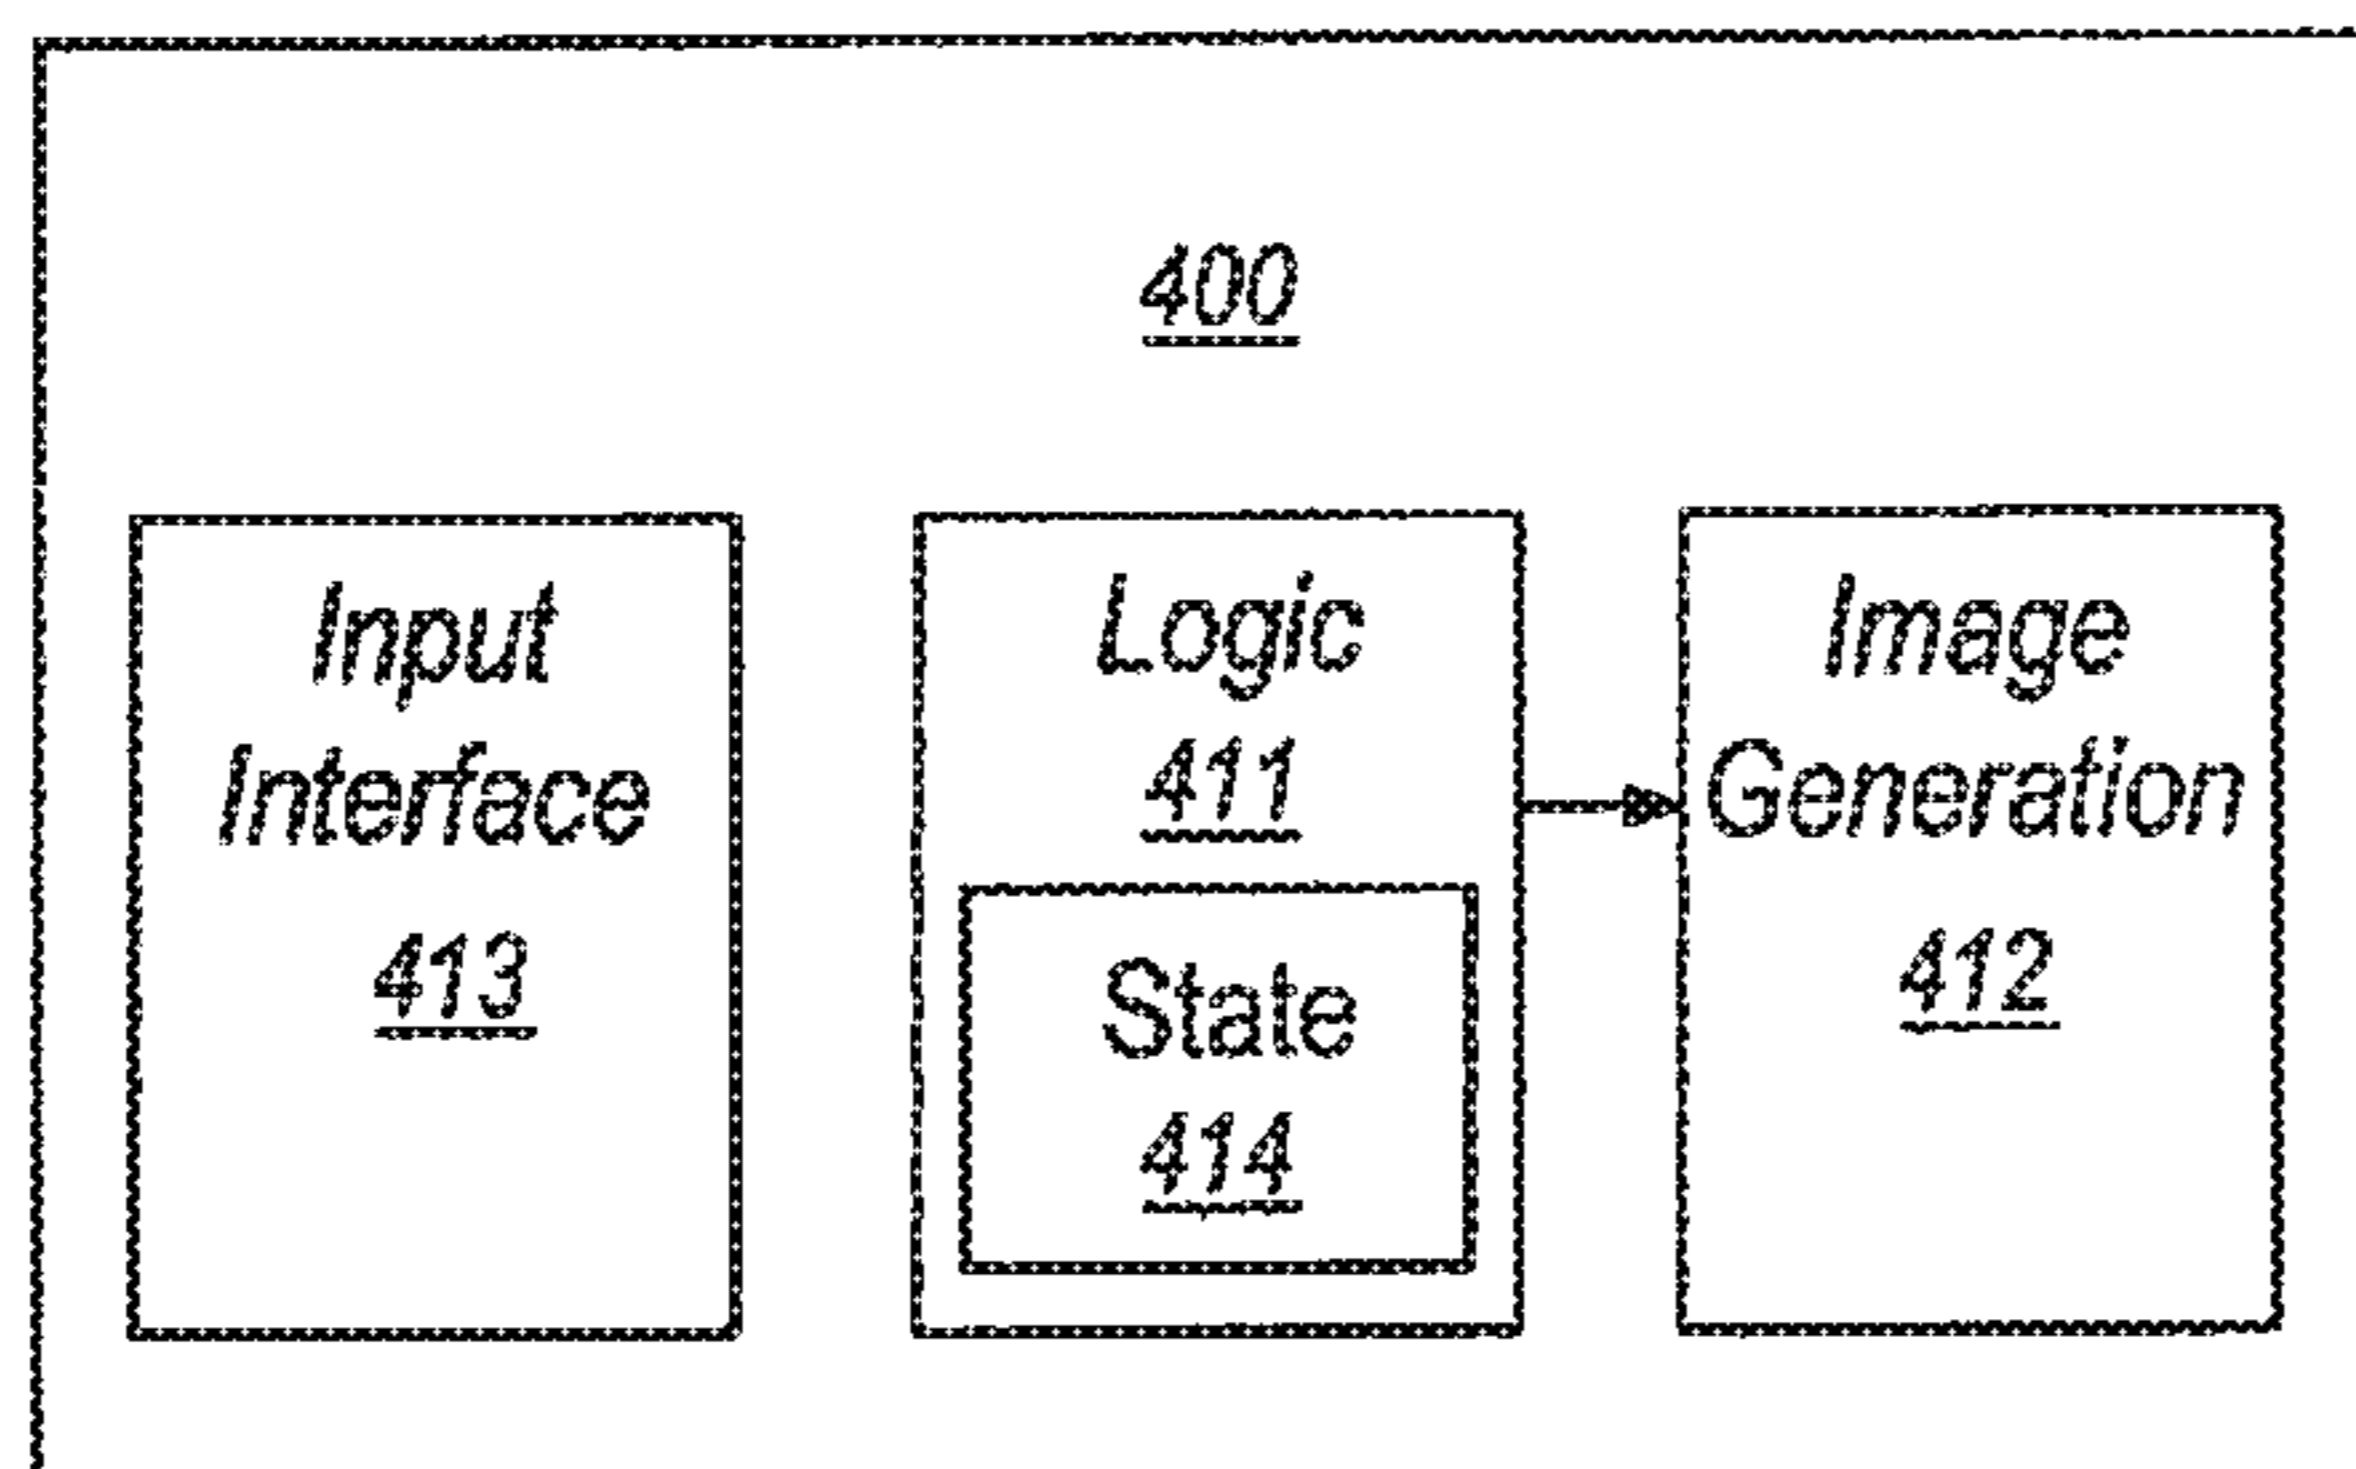 400
Input
Interface
413
Logic
411
State
414
Image
Generation
412